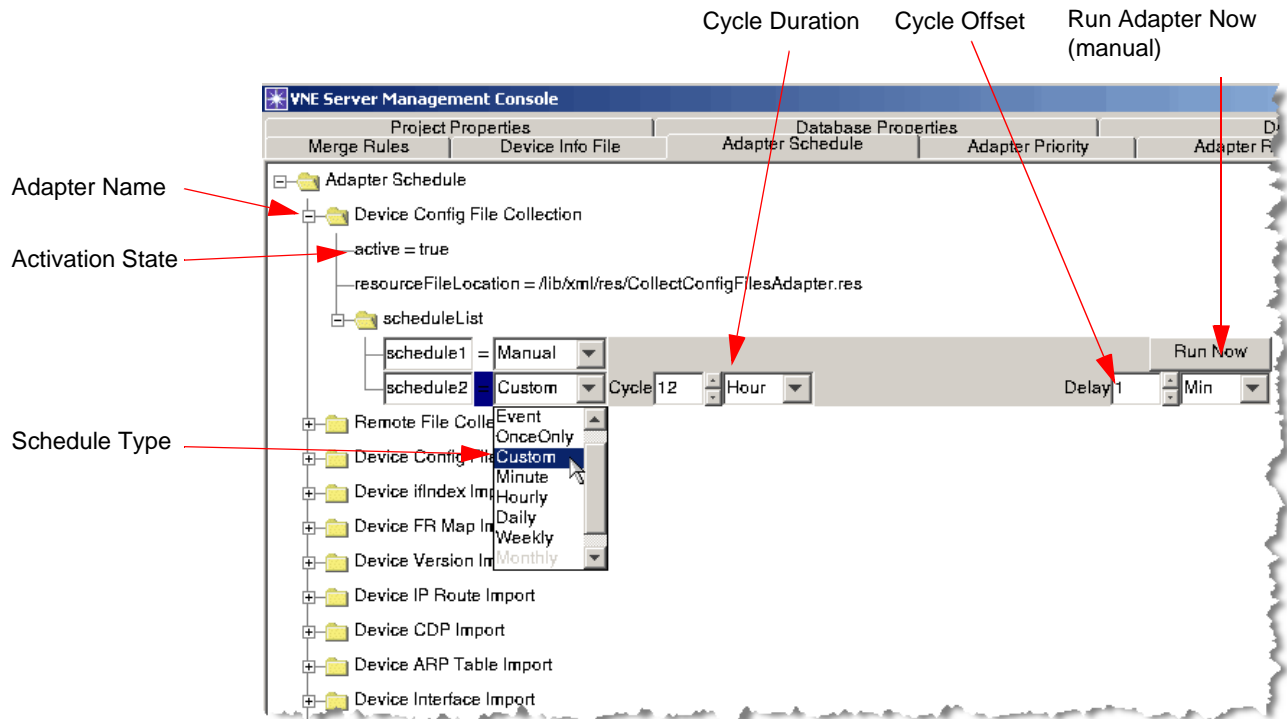 Cycle Duration
Cycle Offset
Run Adapter Now
(manual)
VNE Server Management Console
Project Properties
Database Properties
D
Merge Rules
Device Info File
Adapter Schedule
Adapter Priority
Adapter R
Adapter Name
Adapter Schedule
Device Config File Collection
Activation State
active = true
resourceFileLocation = /lib/xml/res/CollectConfigFilesAdapter.res
scheduleList
schedule1 = Manual
Run Now
schedule2 = Custom Cycle 12 Hour Delay 1 Min
Schedule Type
Event
OnceOnly
Custom
Minute
Hourly
Daily
Weekly
Monthly
Remote File Colle
Device Config File
Device ifIndex Im
Device FR Map Im
Device Version Im
Device IP Route Import
Device CDP Import
Device ARP Table Import
Device Interface Import